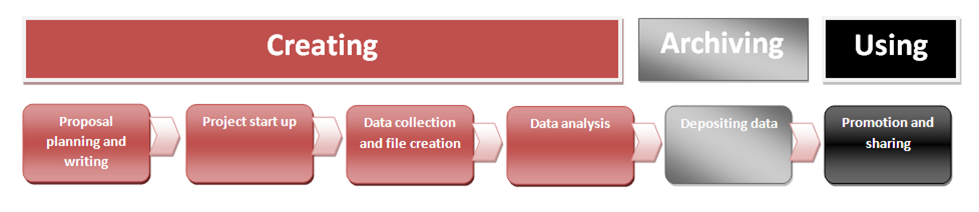 Creating
Archiving
Using
Proposal
planning and
writing
Project start up
Data collection
and file creation
Data analysis
Depositing data
Promotion and
sharing